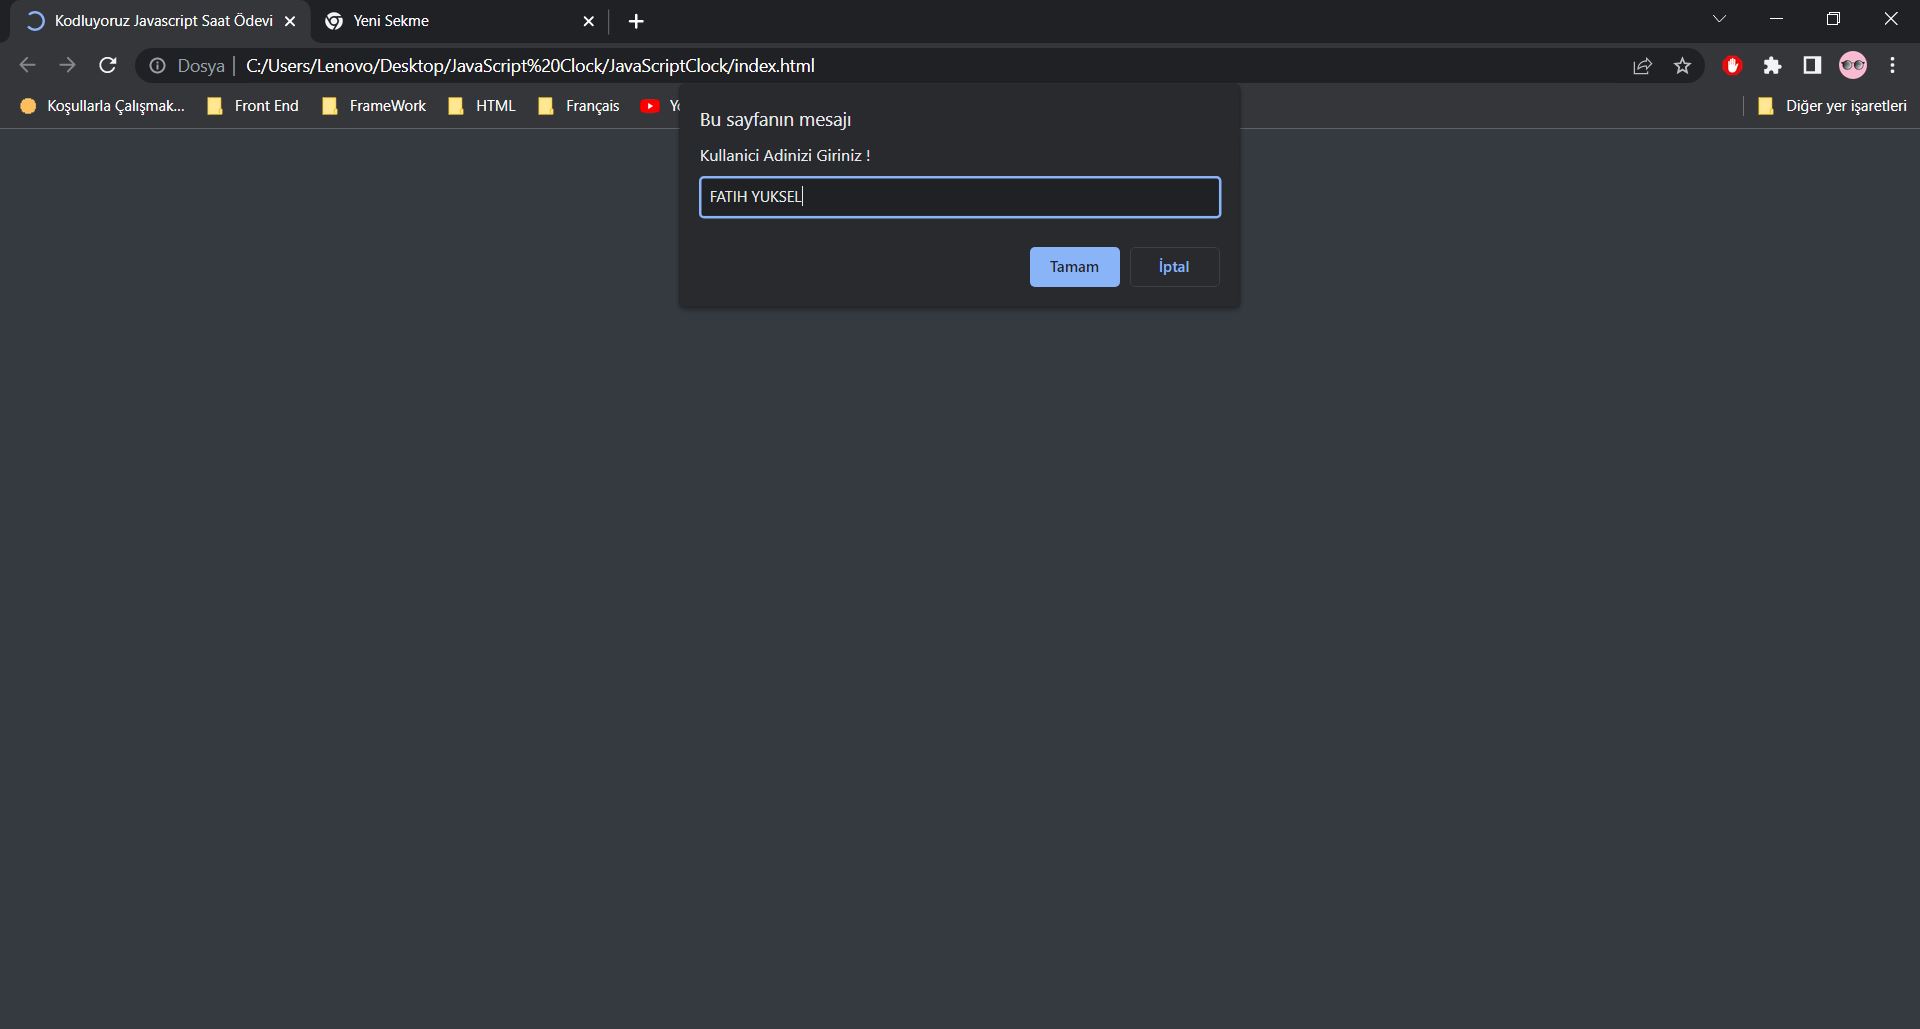 Kodluyoruz Javascript Saat Ödevi
Yeni Sekme
Dosya
C:/Users/Lenovo/Desktop/JavaScript%20Clock/JavaScriptClock/index.html
Koşullarla Çalışmak...
Front End
FrameWork
HTML
Français
Diğer yer işaretleri
Bu sayfanın mesajı
Kullanici Adinizi Giriniz !
FATIH YUKSEL
Tamam
İptal